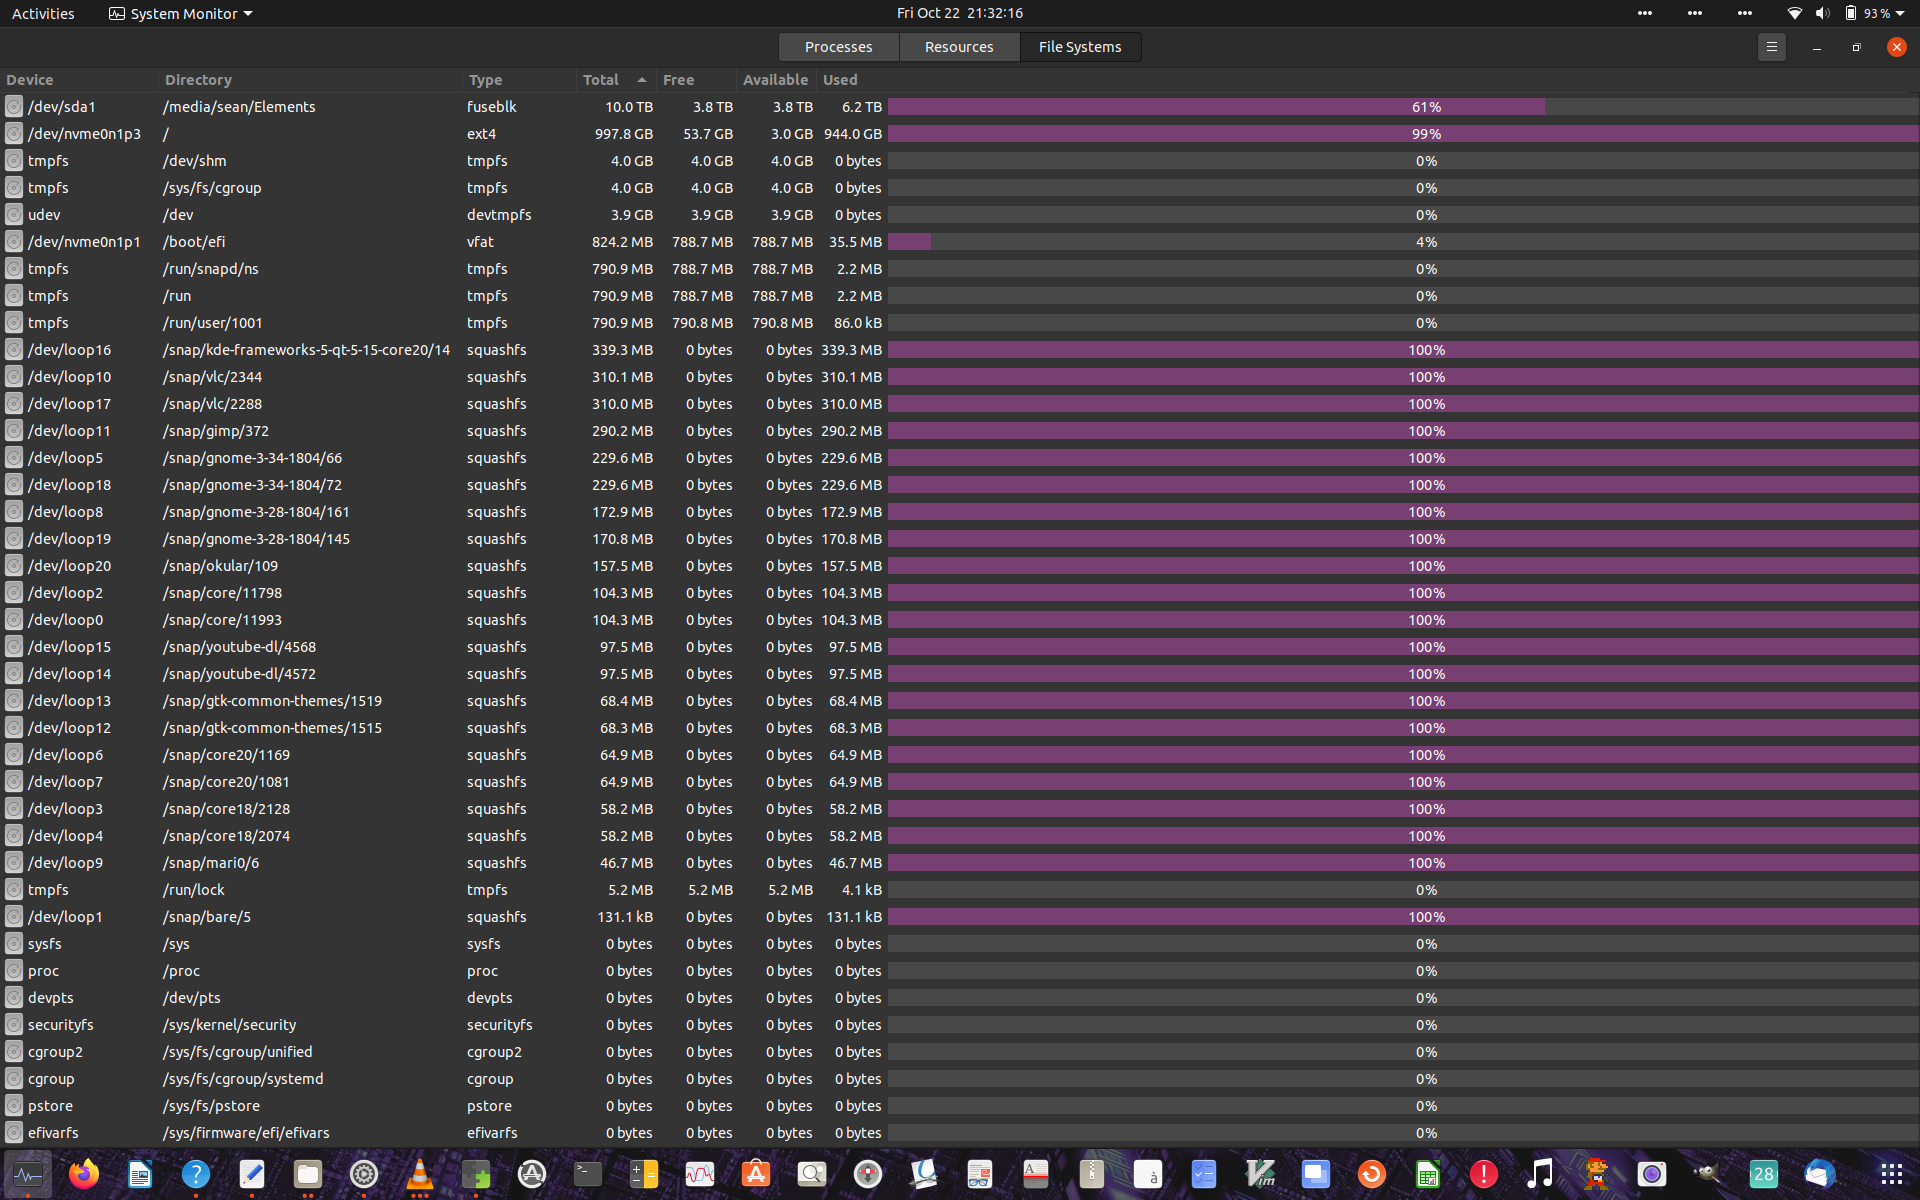 Activities System Monitor Fri Oct 22 21:32:16 93 %
Processes Resources File Systems
Device Directory Type Total Free Available Used
/dev/sda1 /media/sean/Elements fuseblk 10.0 TB 3.8 TB 3.8 TB 6.2 TB 61%
/dev/nvme0n1p3 / ext4 997.8 GB 53.7 GB 3.0 GB 944.0 GB 99%
tmpfs /dev/shm tmpfs 4.0 GB 4.0 GB 4.0 GB 0 bytes 0%
tmpfs /sys/fs/cgroup tmpfs 4.0 GB 4.0 GB 4.0 GB 0 bytes 0%
udev /dev devtmpfs 3.9 GB 3.9 GB 3.9 GB 0 bytes 0%
/dev/nvme0n1p1 /boot/efi vfat 824.2 MB 788.7 MB 788.7 MB 35.5 MB 4%
tmpfs /run/snapd/ns tmpfs 790.9 MB 788.7 MB 788.7 MB 2.2 MB 0%
tmpfs /run tmpfs 790.9 MB 788.7 MB 788.7 MB 2.2 MB 0%
tmpfs /run/user/1001 tmpfs 790.9 MB 790.8 MB 790.8 MB 86.0 kB 0%
/dev/loop16 /snap/kde-frameworks-5-qt-5-15-core20/14 squashfs 339.3 MB 0 bytes 0 bytes 339.3 MB 100%
/dev/loop10 /snap/vlc/2344 squashfs 310.1 MB 0 bytes 0 bytes 310.1 MB 100%
/dev/loop17 /snap/vlc/2288 squashfs 310.0 MB 0 bytes 0 bytes 310.0 MB 100%
/dev/loop11 /snap/gimp/372 squashfs 290.2 MB 0 bytes 0 bytes 290.2 MB 100%
/dev/loop5 /snap/gnome-3-34-1804/66 squashfs 229.6 MB 0 bytes 0 bytes 229.6 MB 100%
/dev/loop18 /snap/gnome-3-34-1804/72 squashfs 229.6 MB 0 bytes 0 bytes 229.6 MB 100%
/dev/loop8 /snap/gnome-3-28-1804/161 squashfs 172.9 MB 0 bytes 0 bytes 172.9 MB 100%
/dev/loop19 /snap/gnome-3-28-1804/145 squashfs 170.8 MB 0 bytes 0 bytes 170.8 MB 100%
/dev/loop20 /snap/okular/109 squashfs 157.5 MB 0 bytes 0 bytes 157.5 MB 100%
/dev/loop2 /snap/core/11798 squashfs 104.3 MB 0 bytes 0 bytes 104.3 MB 100%
/dev/loop0 /snap/core/11993 squashfs 104.3 MB 0 bytes 0 bytes 104.3 MB 100%
/dev/loop15 /snap/youtube-dl/4568 squashfs 97.5 MB 0 bytes 0 bytes 97.5 MB 100%
/dev/loop14 /snap/youtube-dl/4572 squashfs 97.5 MB 0 bytes 0 bytes 97.5 MB 100%
/dev/loop13 /snap/gtk-common-themes/1519 squashfs 68.4 MB 0 bytes 0 bytes 68.4 MB 100%
/dev/loop12 /snap/gtk-common-themes/1515 squashfs 68.3 MB 0 bytes 0 bytes 68.3 MB 100%
/dev/loop6 /snap/core20/1169 squashfs 64.9 MB 0 bytes 0 bytes 64.9 MB 100%
/dev/loop7 /snap/core20/1081 squashfs 64.9 MB 0 bytes 0 bytes 64.9 MB 100%
/dev/loop3 /snap/core18/2128 squashfs 58.2 MB 0 bytes 0 bytes 58.2 MB 100%
/dev/loop4 /snap/core18/2074 squashfs 58.2 MB 0 bytes 0 bytes 58.2 MB 100%
/dev/loop9 /snap/mari0/6 squashfs 46.7 MB 0 bytes 0 bytes 46.7 MB 100%
tmpfs /run/lock tmpfs 5.2 MB 5.2 MB 5.2 MB 4.1 kB 0%
/dev/loop1 /snap/bare/5 squashfs 131.1 kB 0 bytes 0 bytes 131.1 kB 100%
sysfs /sys sysfs 0 bytes 0 bytes 0 bytes 0 bytes 0%
proc /proc proc 0 bytes 0 bytes 0 bytes 0 bytes 0%
devpts /dev/pts devpts 0 bytes 0 bytes 0 bytes 0 bytes 0%
securityfs /sys/kernel/security securityfs 0 bytes 0 bytes 0 bytes 0 bytes 0%
cgroup2 /sys/fs/cgroup/unified cgroup2 0 bytes 0 bytes 0 bytes 0 bytes 0%
cgroup /sys/fs/cgroup/systemd cgroup 0 bytes 0 bytes 0 bytes 0 bytes 0%
pstore /sys/fs/pstore pstore 0 bytes 0 bytes 0 bytes 0 bytes 0%
efivarfs /sys/firmware/efi/efivars efivarfs 0 bytes 0 bytes 0 bytes 0 bytes 0%
? >_ A à Vim ! 28